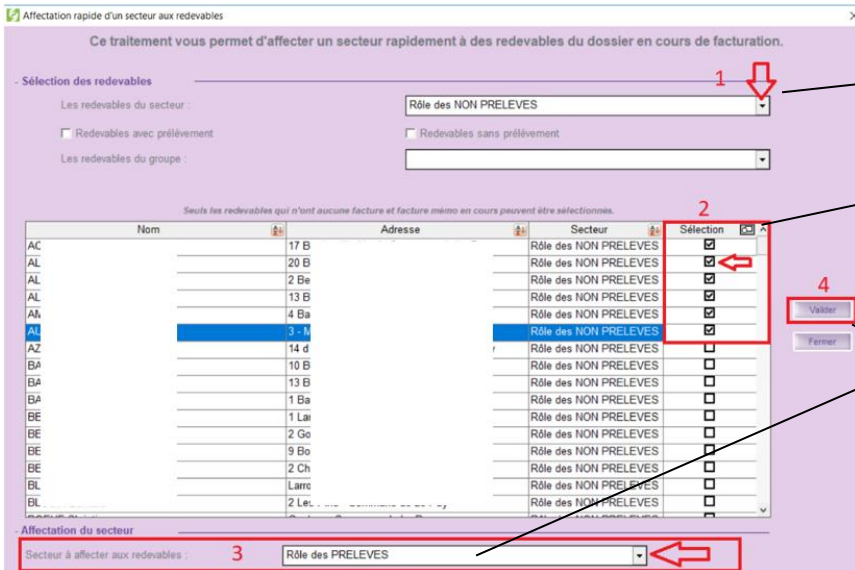 Affectation rapide d'un secteur aux redevables
Ce traitement vous permet d'affecter un secteur rapidement à des redevables du dossier en cours de facturation.
- Sélection des redevables
1
Les redevables du secteur :
Rôle des NON PRELEVES
Redevables avec prélèvement
Redevables sans prélèvement
Les redevables du groupe :
Seuls les redevables qui n'ont aucune facture et facture mémo en cours peuvent être sélectionnés.
2
Nom Adresse Secteur Sélection
AC 17 B Rôle des NON PRELEVES
AL 20 B Rôle des NON PRELEVES
AL 2 Be Rôle des NON PRELEVES
AL 13 B Rôle des NON PRELEVES
AM 4 Ba Rôle des NON PRELEVES
AL 3 - M Rôle des NON PRELEVES
AZ 14 d Rôle des NON PRELEVES
BA 10 B Rôle des NON PRELEVES
BA 13 B Rôle des NON PRELEVES
BA 1 Ba Rôle des NON PRELEVES
BE 1 Las Rôle des NON PRELEVES
BE 2 Go Rôle des NON PRELEVES
BE 9 Bo Rôle des NON PRELEVES
BE 2 Ch Rôle des NON PRELEVES
BL Larro Rôle des NON PRELEVES
BL 2 Les Rôle des NON PRELEVES
4
Valider
Fermer
- Affectation du secteur
Secteur à affecter aux redevables : 3 Rôle des PRELEVES